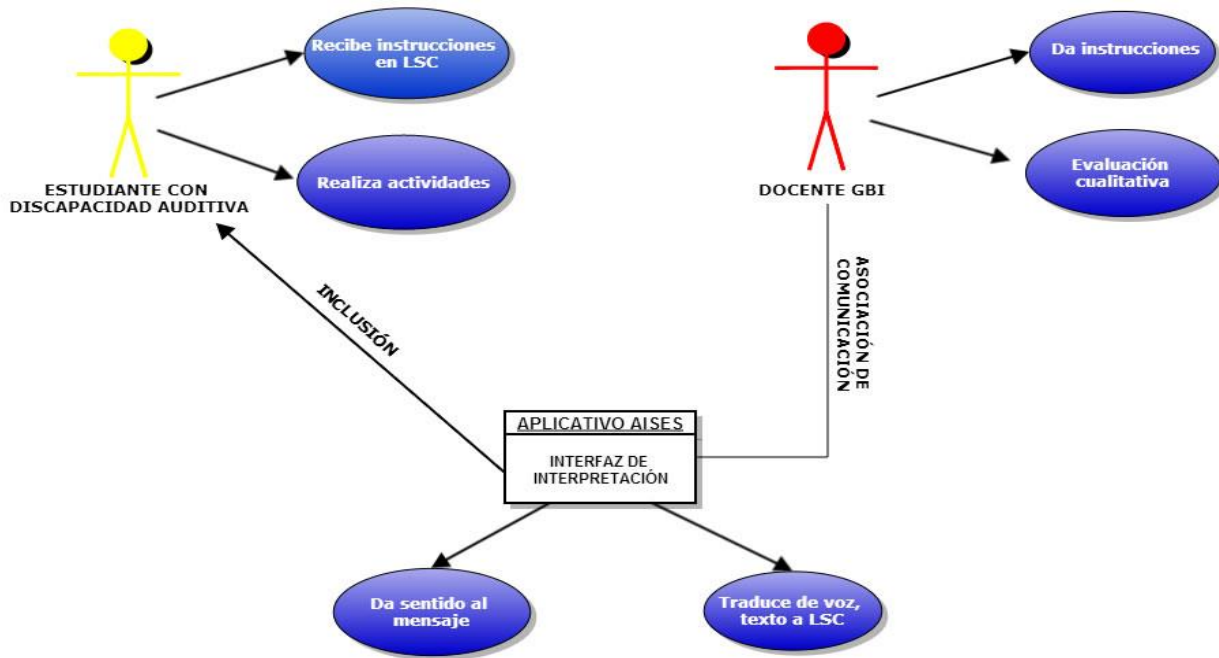 Recibe instrucciones
en LSC
Realiza actividades
ESTUDIANTE CON
DISCAPACIDAD AUDITIVA
Da instrucciones
Evaluación
cualitativa
DOCENTE GBI
INCLUSIÓN
ASOCIACIÓN DE
COMUNICACIÓN
APLICATIVO AISES
INTERFAZ DE
INTERPRETACIÓN
Da sentido al
mensaje
Traduce de voz,
texto a LSC